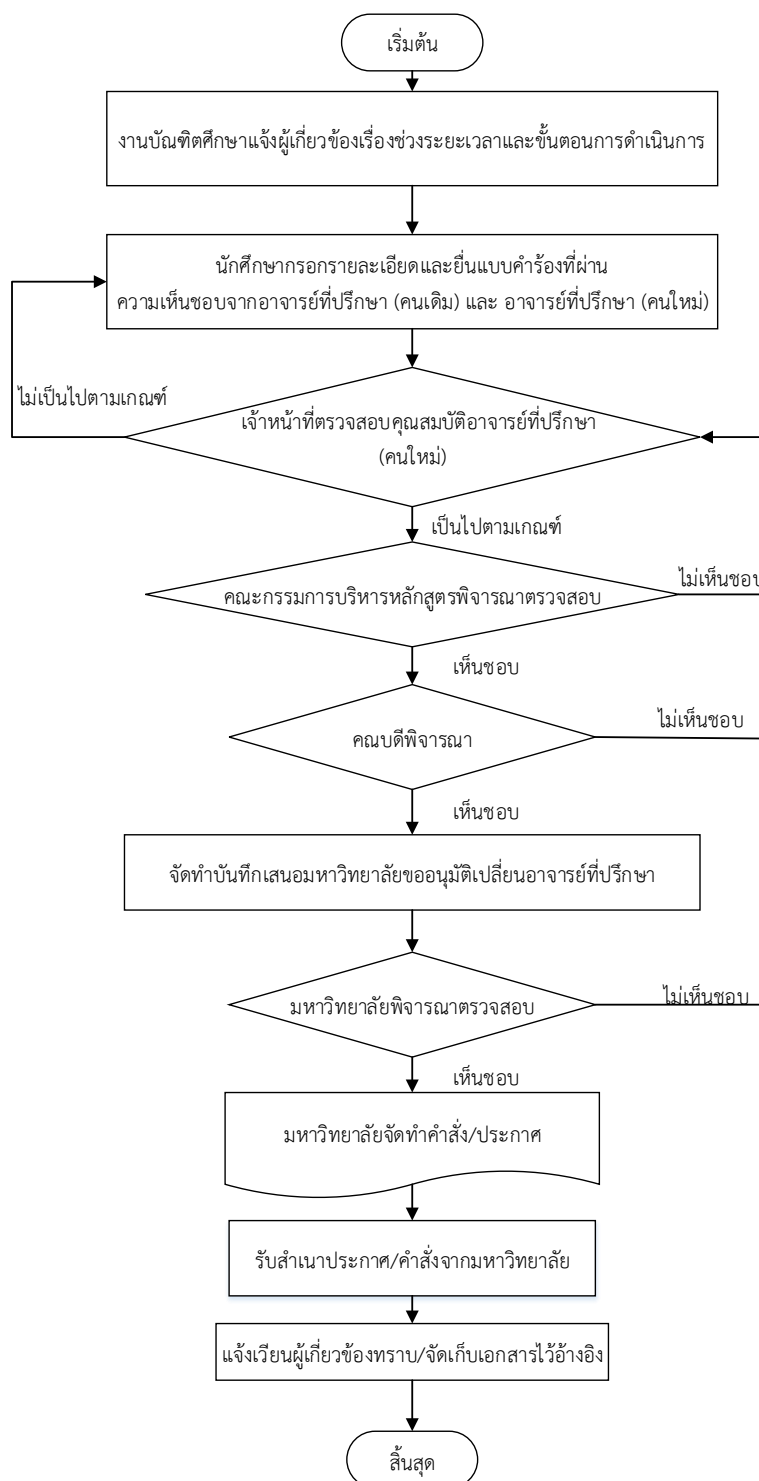 เริ่มต้น
งานบัณฑิตศึกษาแจ้งผู้เกี่ยวข้องเรื่องช่วงระยะเวลาและขั้นตอนการดำเนินการ
นักศึกษากรอกรายละเอียดและยื่นแบบคำร้องที่ผ่าน
ความเห็นชอบจากอาจารย์ที่ปรึกษา (คนเดิม) และ อาจารย์ที่ปรึกษา (คนใหม่)
ไม่เป็นไปตามเกณฑ์
เจ้าหน้าที่ตรวจสอบคุณสมบัติอาจารย์ที่ปรึกษา
(คนใหม่)
เป็นไปตามเกณฑ์
คณะกรรมการบริหารหลักสูตรพิจารณาตรวจสอบ
ไม่เห็นชอบ
เห็นชอบ
คณบดีพิจารณา
ไม่เห็นชอบ
เห็นชอบ
จัดทำบันทึกเสนอมหาวิทยาลัยขออนุมัติเปลี่ยนอาจารย์ที่ปรึกษา
มหาวิทยาลัยพิจารณาตรวจสอบ
ไม่เห็นชอบ
เห็นชอบ
มหาวิทยาลัยจัดทำคำสั่ง/ประกาศ
รับสำเนาประกาศ/คำสั่งจากมหาวิทยาลัย
แจ้งเวียนผู้เกี่ยวข้องทราบ/จัดเก็บเอกสารไว้อ้างอิง
สิ้นสุด